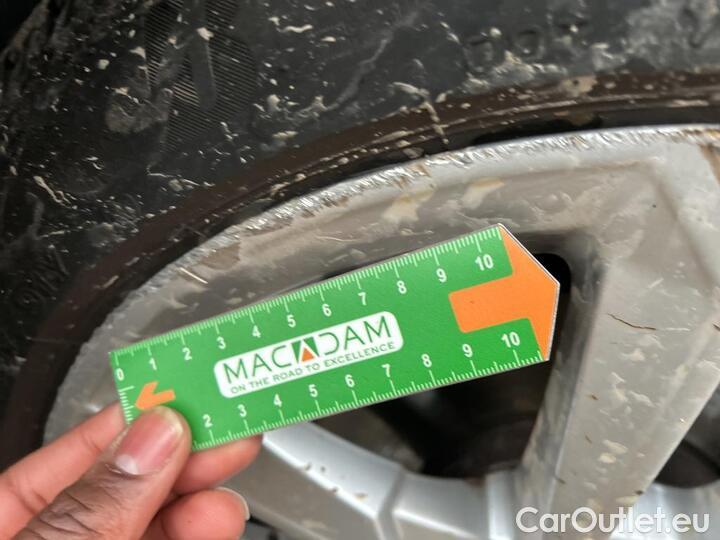 DOT
0 1 2 3 4 5 6 7 8 9 10
MACADAM
ON THE ROAD TO EXCELLENCE
2 3 4 5 6 7 8 9 10
CarOutlet.eu